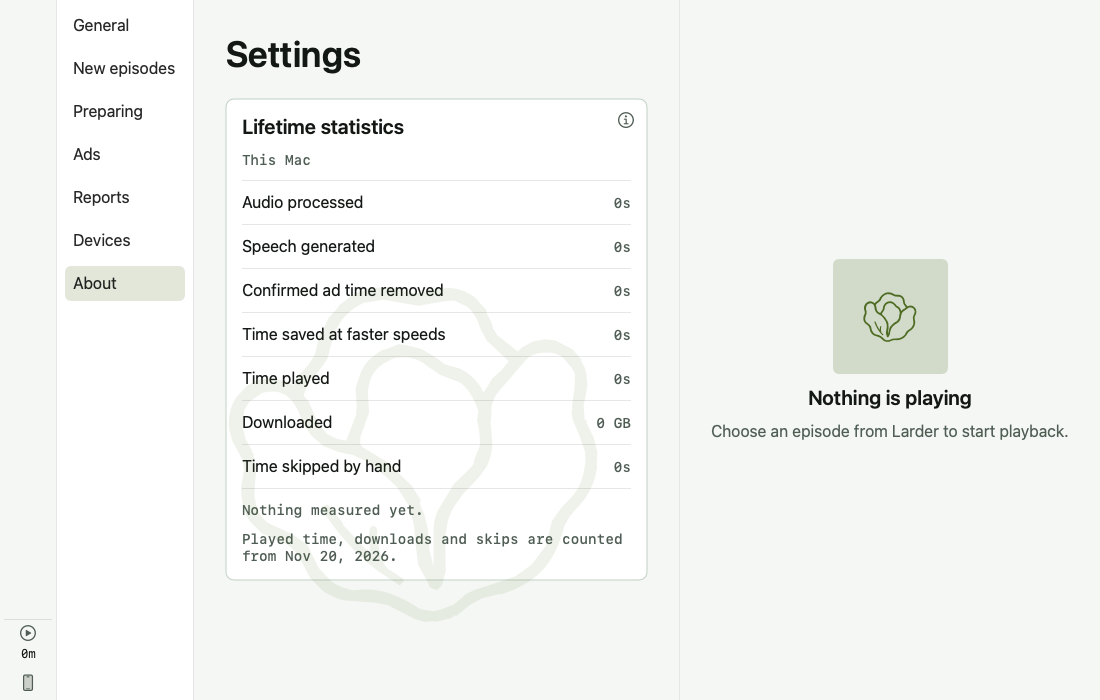 General
New episodes
Preparing
Ads
Reports
Devices
About
0m
Settings
Lifetime statistics
This Mac
Audio processed 0s
Speech generated 0s
Confirmed ad time removed 0s
Time saved at faster speeds 0s
Time played 0s
Downloaded 0 GB
Time skipped by hand 0s
Nothing measured yet.
Played time, downloads and skips are counted
from Nov 20, 2026.
Nothing is playing
Choose an episode from Larder to start playback.